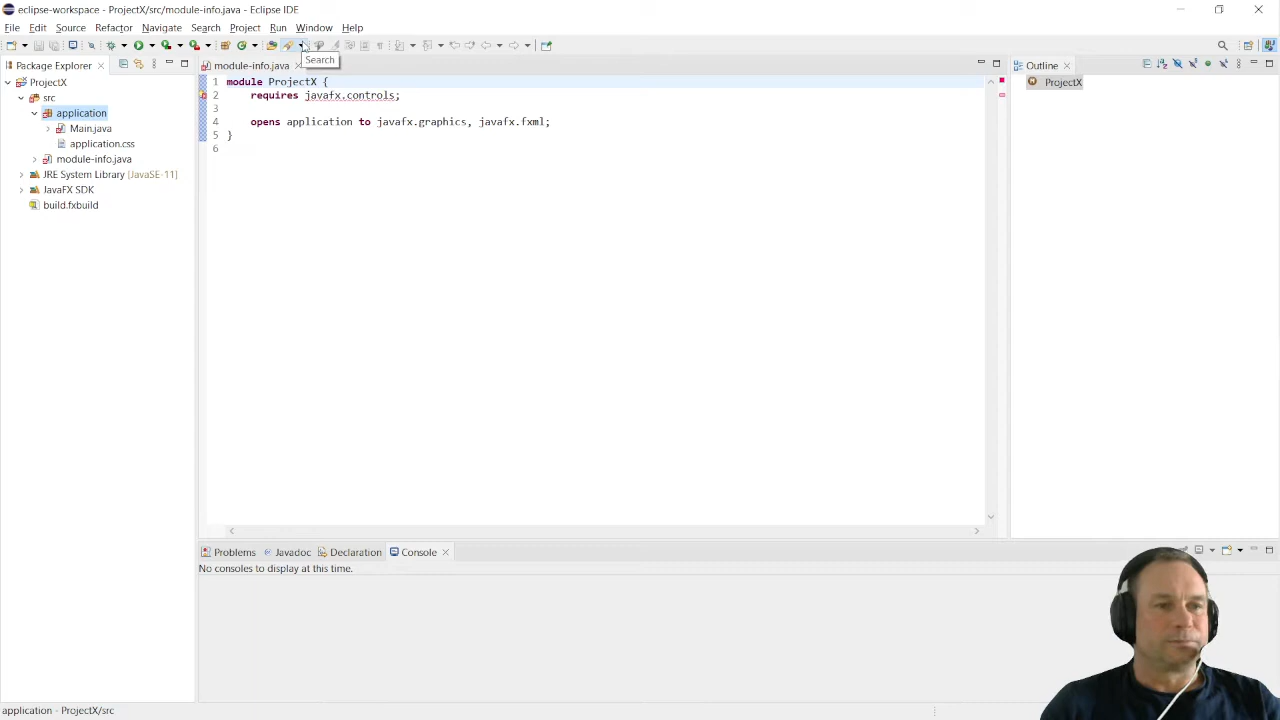 eclipse-workspace - ProjectX/src/module-info.java - Eclipse IDE
File Edit Source Refactor Navigate Search Project Run Window Help
Search
Package Explorer
module-info.java
Outline
ProjectX
src
application
Main.java
application.css
module-info.java
JRE System Library [JavaSE-11]
JavaFX SDK
build.fxbuild
1 module ProjectX {
2 requires javafx.controls;
3
4 opens application to javafx.graphics, javafx.fxml;
5 }
6
ProjectX
Problems Javadoc Declaration Console
No consoles to display at this time.
application - ProjectX/src